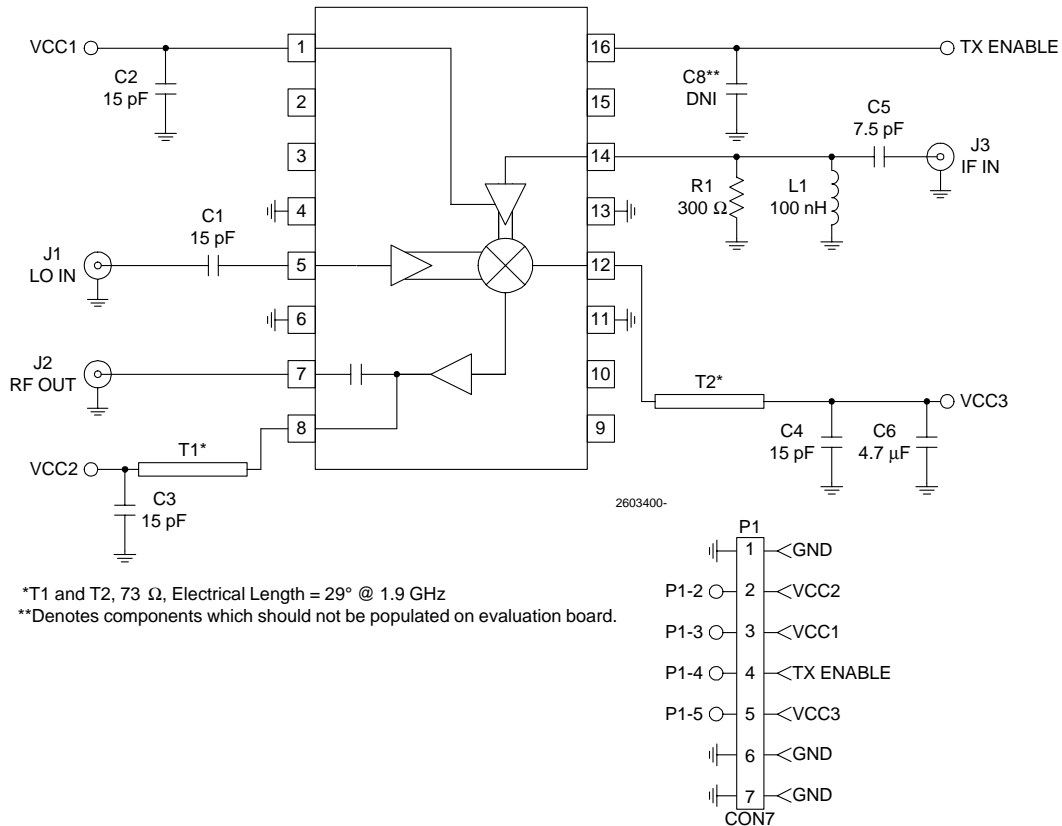 VCC1
C2
15 pF
1
2
3
4
5
6
7
8
16
15
14
13
12
11
10
9
TX ENABLE
C8**
DNI
C5
7.5 pF
J3
IF IN
R1
300 Ω
L1
100 nH
C1
15 pF
J1
LO IN
J2
RF OUT
T1*
VCC2
C3
15 pF
T2*
VCC3
C4
15 pF
C6
4.7 μF
2603400-
*T1 and T2, 73 Ω, Electrical Length = 29° @ 1.9 GHz
**Denotes components which should not be populated on evaluation board.
P1
1 GND
P1-2 2 VCC2
P1-3 3 VCC1
P1-4 4 TX ENABLE
P1-5 5 VCC3
6 GND
7 GND
CON7